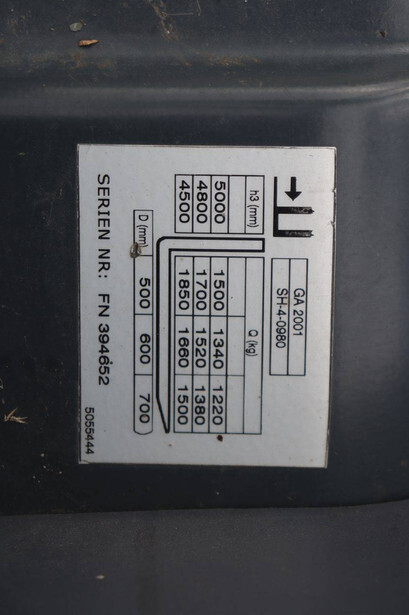 GA 2001
SH-4-0980
h3 (mm) Q (kg)
5000 1500 1340 1220
4800 1700 1520 1380
4500 1850 1660 1500
D (mm) 500 600 700
SERIEN NR: FN 394652
5055444